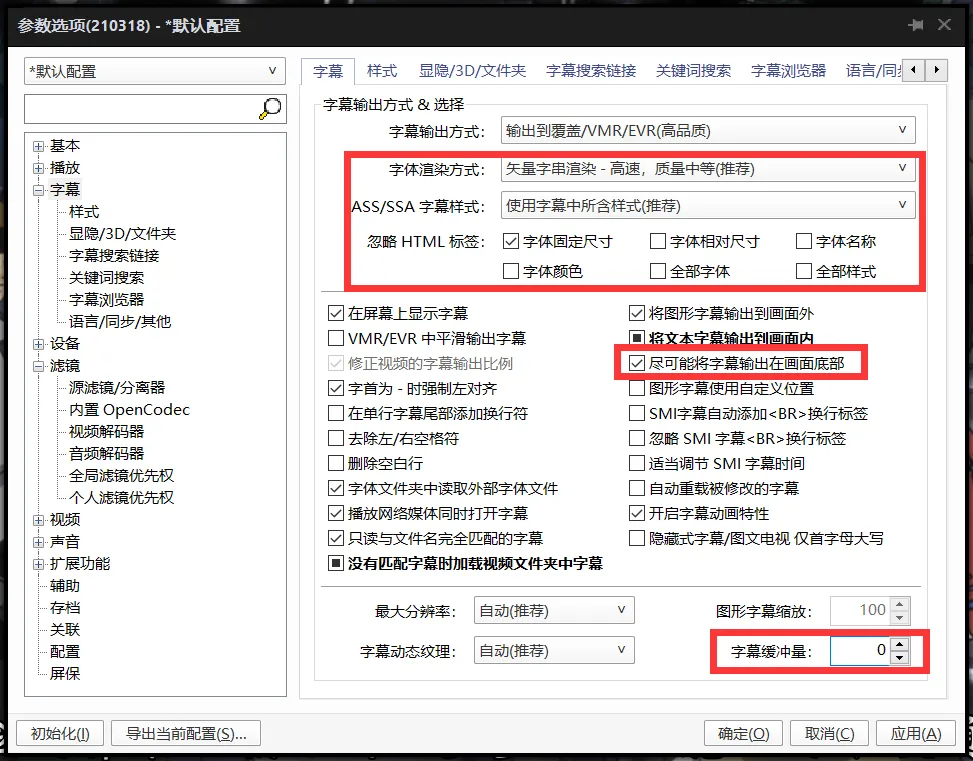 参数选项(210318) - *默认配置
*默认配置
基本
播放
字幕
样式
显隐/3D/文件夹
字幕搜索链接
关键词搜索
字幕浏览器
语言/同步/其他
设备
滤镜
源滤镜/分离器
内置 OpenCodec
视频解码器
音频解码器
全局滤镜优先权
个人滤镜优先权
视频
声音
扩展功能
辅助
存档
关联
配置
屏保
字幕 样式 显隐/3D/文件夹 字幕搜索链接 关键词搜索 字幕浏览器 语言/同
字幕输出方式 & 选择
字幕输出方式: 输出到覆盖/VMR/EVR(高品质)
字体渲染方式: 矢量字串渲染 - 高速，质量中等(推荐)
ASS/SSA 字幕样式: 使用字幕中所含样式(推荐)
忽略 HTML 标签: 字体固定尺寸 字体相对尺寸 字体名称
字体颜色 全部字体 全部样式
在屏幕上显示字幕 将图形字幕输出到画面外
VMR/EVR 中平滑输出字幕 将文本字幕输出到画面内
修正视频的字幕输出比例 尽可能将字幕输出在画面底部
字首为 - 时强制左对齐 图形字幕使用自定义位置
在单行字幕尾部添加换行符 SMI字幕自动添加<BR>换行标签
去除左/右空格符 忽略 SMI 字幕<BR>换行标签
删除空白行 适当调节 SMI 字幕时间
字体文件夹中读取外部字体文件 自动重载被修改的字幕
播放网络媒体同时打开字幕 开启字幕动画特性
只读与文件名完全匹配的字幕 隐藏式字幕/图文电视 仅首字母大写
没有匹配字幕时加载视频文件夹中字幕
最大分辨率: 自动(推荐) 图形字幕缩放: 100
字幕动态纹理: 自动(推荐) 字幕缓冲量: 0
初始化(I) 导出当前配置(S)... 确定(O) 取消(C) 应用(A)